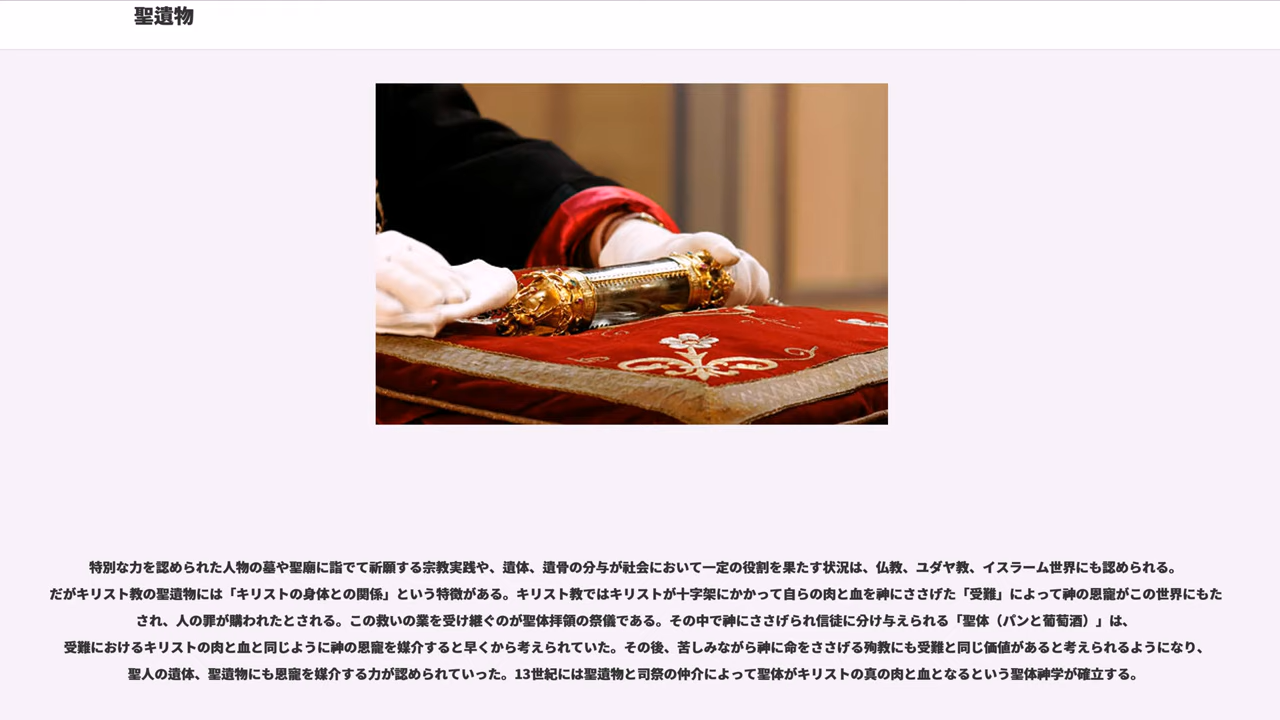 聖遺物
特別な力を認められた人物の墓や聖廟に詣でて祈願する宗教実践や、遺体、遺骨の分与が社会において一定の役割を果たす状況は、仏教、ユダヤ教、イスラーム世界にも認められる。
だがキリスト教の聖遺物には「キリストの身体との関係」という特徴がある。キリスト教ではキリストが十字架にかかって自らの肉と血を神にささげた「受難」によって神の恩寵がこの世界にもた
され、人の罪が贖われたとされる。この救いの業を受け継ぐのが聖体拝領の祭儀である。その中で神にささげられ信徒に分け与えられる「聖体（パンと葡萄酒）」は、
受難におけるキリストの肉と血と同じように神の恩寵を媒介すると早くから考えられていた。その後、苦しみながら神に命をささげる殉教にも受難と同じ価値があると考えられるようになり、
聖人の遺体、聖遺物にも恩寵を媒介する力が認められていった。13世紀には聖遺物と司祭の仲介によって聖体がキリストの真の肉と血となるという聖体神学が確立する。